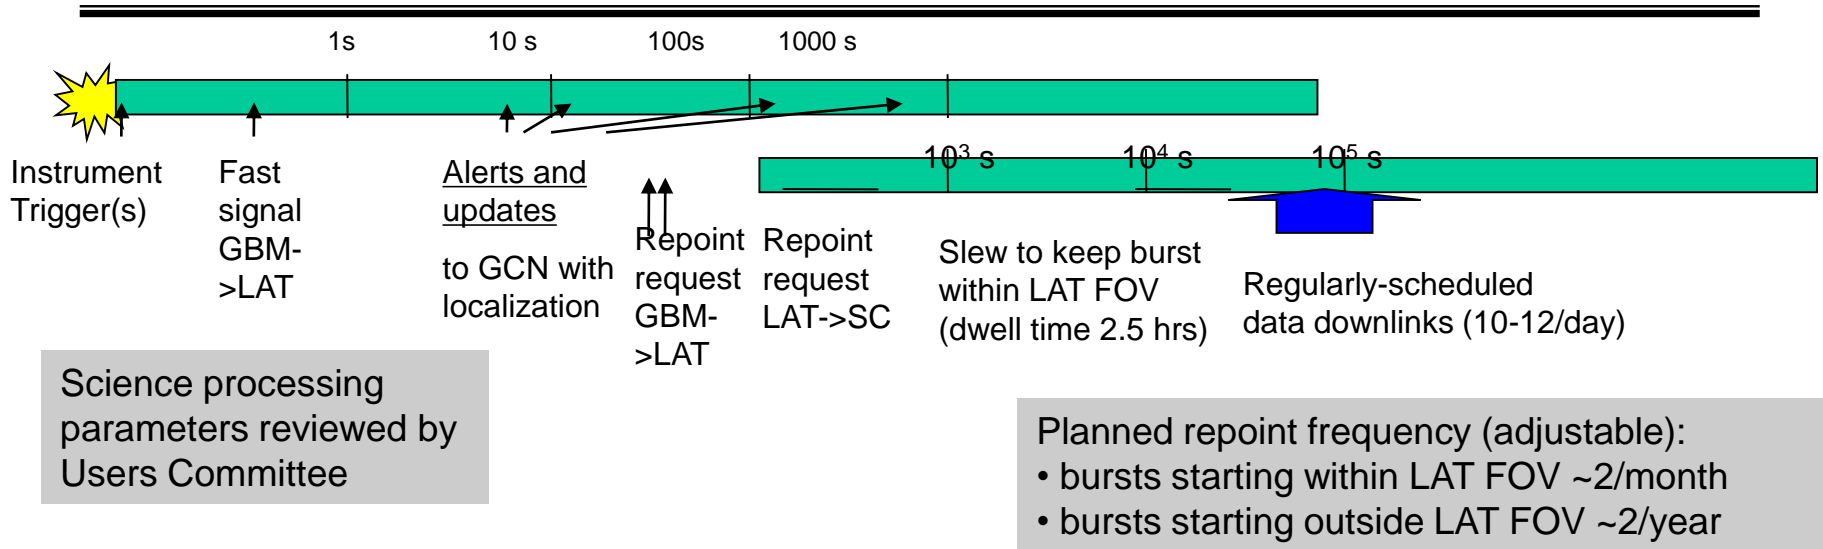 1s 10 s 100s 1000 s
10³ s 10⁴ s 10⁵ s
Instrument
Trigger(s)
Fast
signal
GBM-
>LAT
Alerts and
updates
to GCN with
localization
Repoint
request
GBM-
>LAT
Repoint
request
LAT->SC
Slew to keep burst
within LAT FOV
(dwell time 2.5 hrs)
Regularly-scheduled
data downlinks (10-12/day)
Science processing
parameters reviewed by
Users Committee
Planned repoint frequency (adjustable):
• bursts starting within LAT FOV ~2/month
• bursts starting outside LAT FOV ~2/year